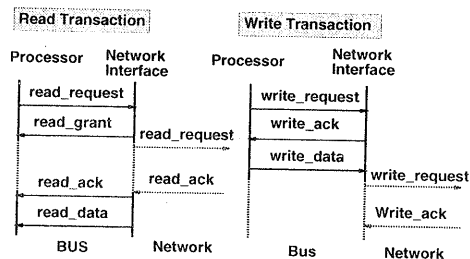 Read Transaction
Write Transaction
Processor
Network
Interface
Processor
Network
Interface
read_request
read_grant
read_request
read_ack
read_ack
read_data
BUS
Network
write_request
write_ack
write_data
write_request
Write_ack
Bus
Network